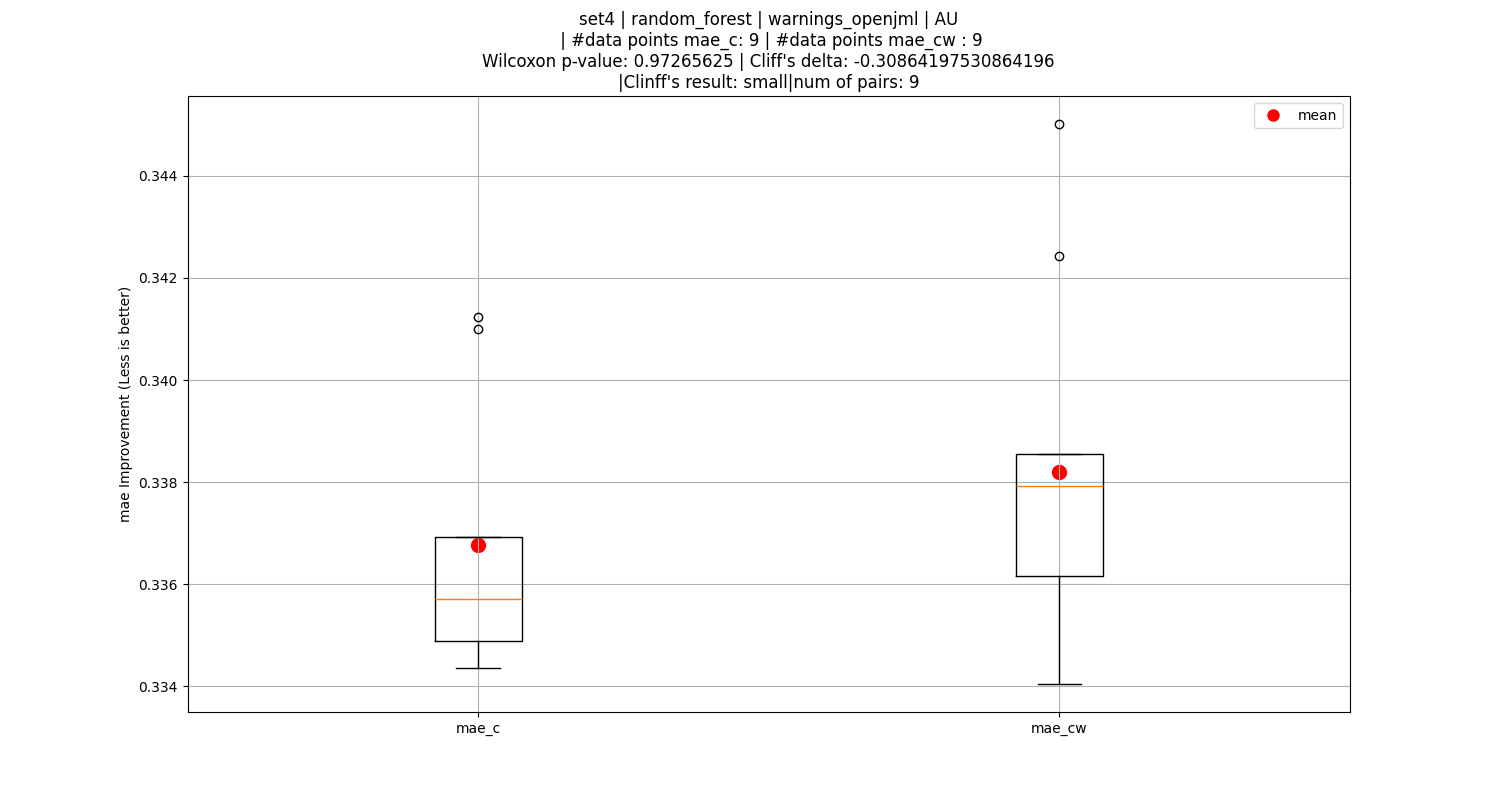 set4 | random_forest | warnings_openjml | AU
| #data points mae_c: 9 | #data points mae_cw : 9
Wilcoxon p-value: 0.97265625 | Cliff's delta: -0.30864197530864196
|Clinff's result: small|num of pairs: 9
mean
mae Improvement (Less is better)
0.344
0.342
0.340
0.338
0.336
0.334
mae_c
mae_cw